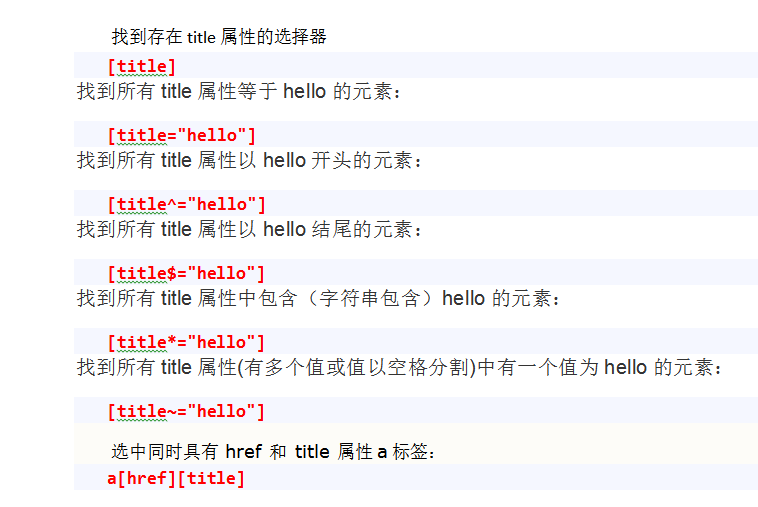 找到存在 title 属性的选择器
[title]
找到所有 title 属性等于 hello 的元素：
[title="hello"]
找到所有 title 属性以 hello 开头的元素：
[title^="hello"]
找到所有 title 属性以 hello 结尾的元素：
[title$="hello"]
找到所有 title 属性中包含（字符串包含）hello 的元素：
[title*="hello"]
找到所有 title 属性(有多个值或值以空格分割)中有一个值为 hello 的元素：
[title~="hello"]
选中同时具有 href 和 title 属性 a 标签：
a[href][title]